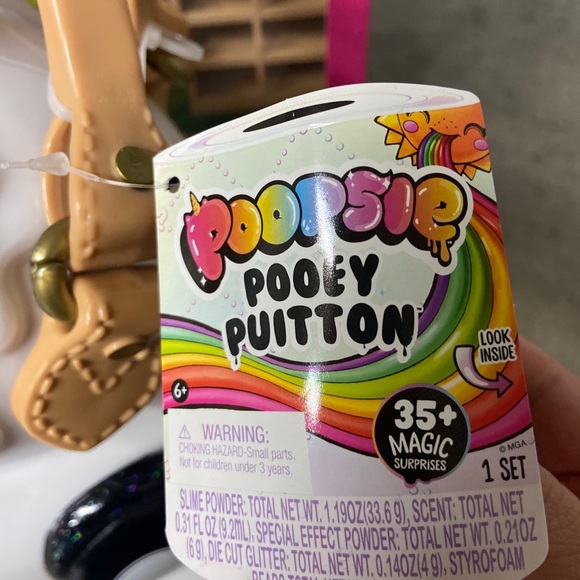 POOPSIE
POOEY
PUITTON™
LOOK
INSIDE
6+
35+
MAGIC
SURPRISES
© MGA
1 SET
⚠ WARNING:
CHOKING HAZARD-Small parts.
Not for children under 3 years.
SLIME POWDER: TOTAL NET WT. 1.19OZ(33.6 g), SCENT: TOTAL NET
0.31 FL OZ (9.2ML), SPECIAL EFFECT POWDER: TOTAL NET WT. 0.21OZ
(6 g), DIE CUT GLITTER: TOTAL NET WT. 0.14OZ(4 g), STYROFOAM